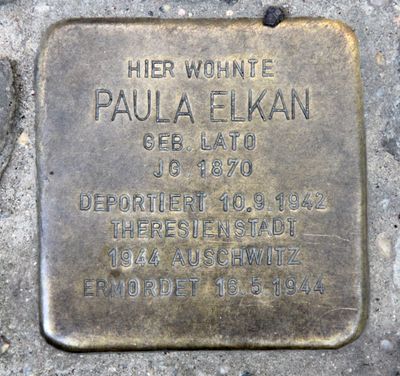 HIER WOHNTE
PAULA ELKAN
GEB. LATO
JG. 1870
DEPORTIERT 10.9.1942
THERESIENSTADT
1944 AUSCHWITZ
ERMORDET 16.5.1944